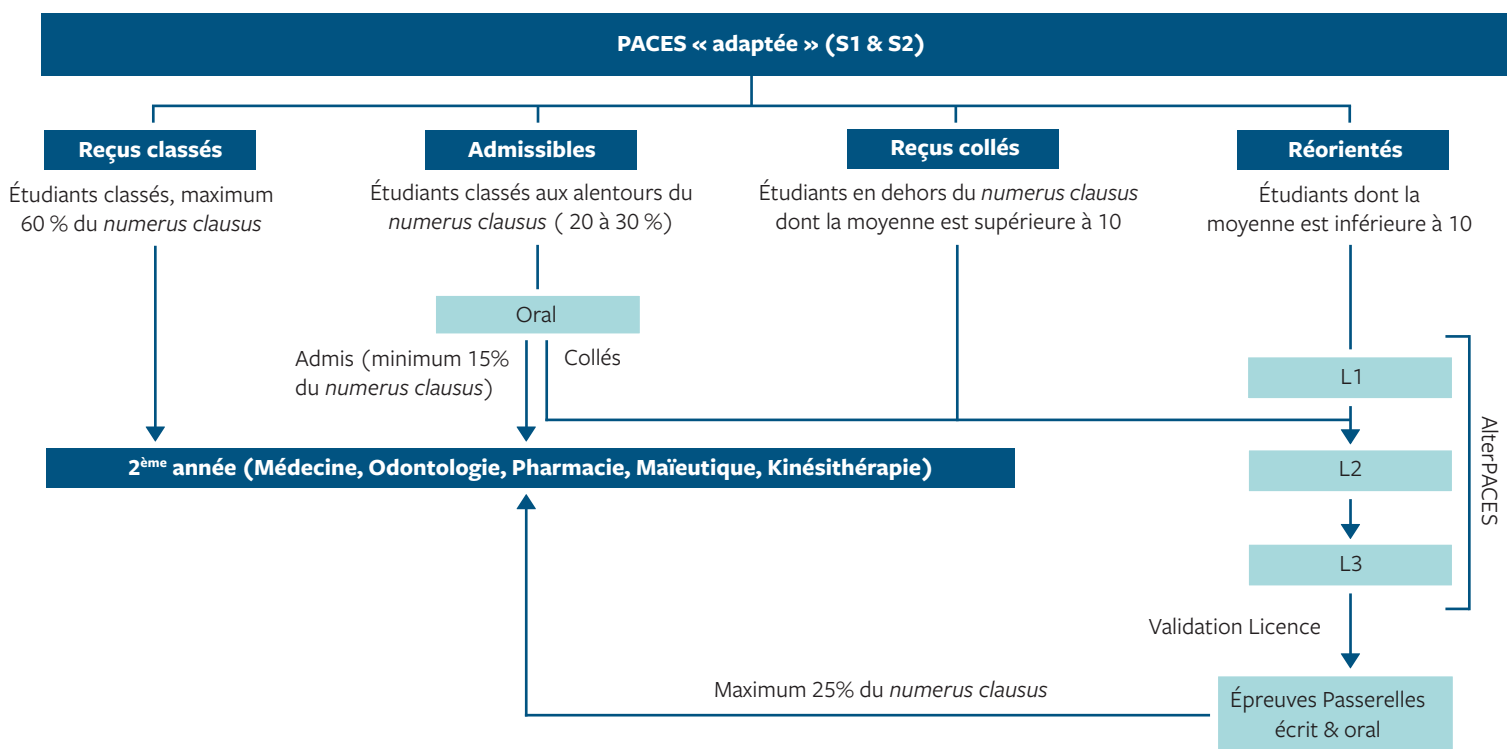 PACES « adaptée » (S1 & S2)
Reçus classés
Étudiants classés, maximum
60 % du numerus clausus
Admissibles
Étudiants classés aux alentours du
numerus clausus ( 20 à 30 %)
Reçus collés
Étudiants en dehors du numerus clausus
dont la moyenne est supérieure à 10
Réorientés
Étudiants dont la
moyenne est inférieure à 10
Oral
Admis (minimum 15%
du numerus clausus)
Collés
L1
2ème année (Médecine, Odontologie, Pharmacie, Maïeutique, Kinésithérapie)
L2
L3
AlterPACES
Validation Licence
Maximum 25% du numerus clausus
Épreuves Passerelles
écrit & oral